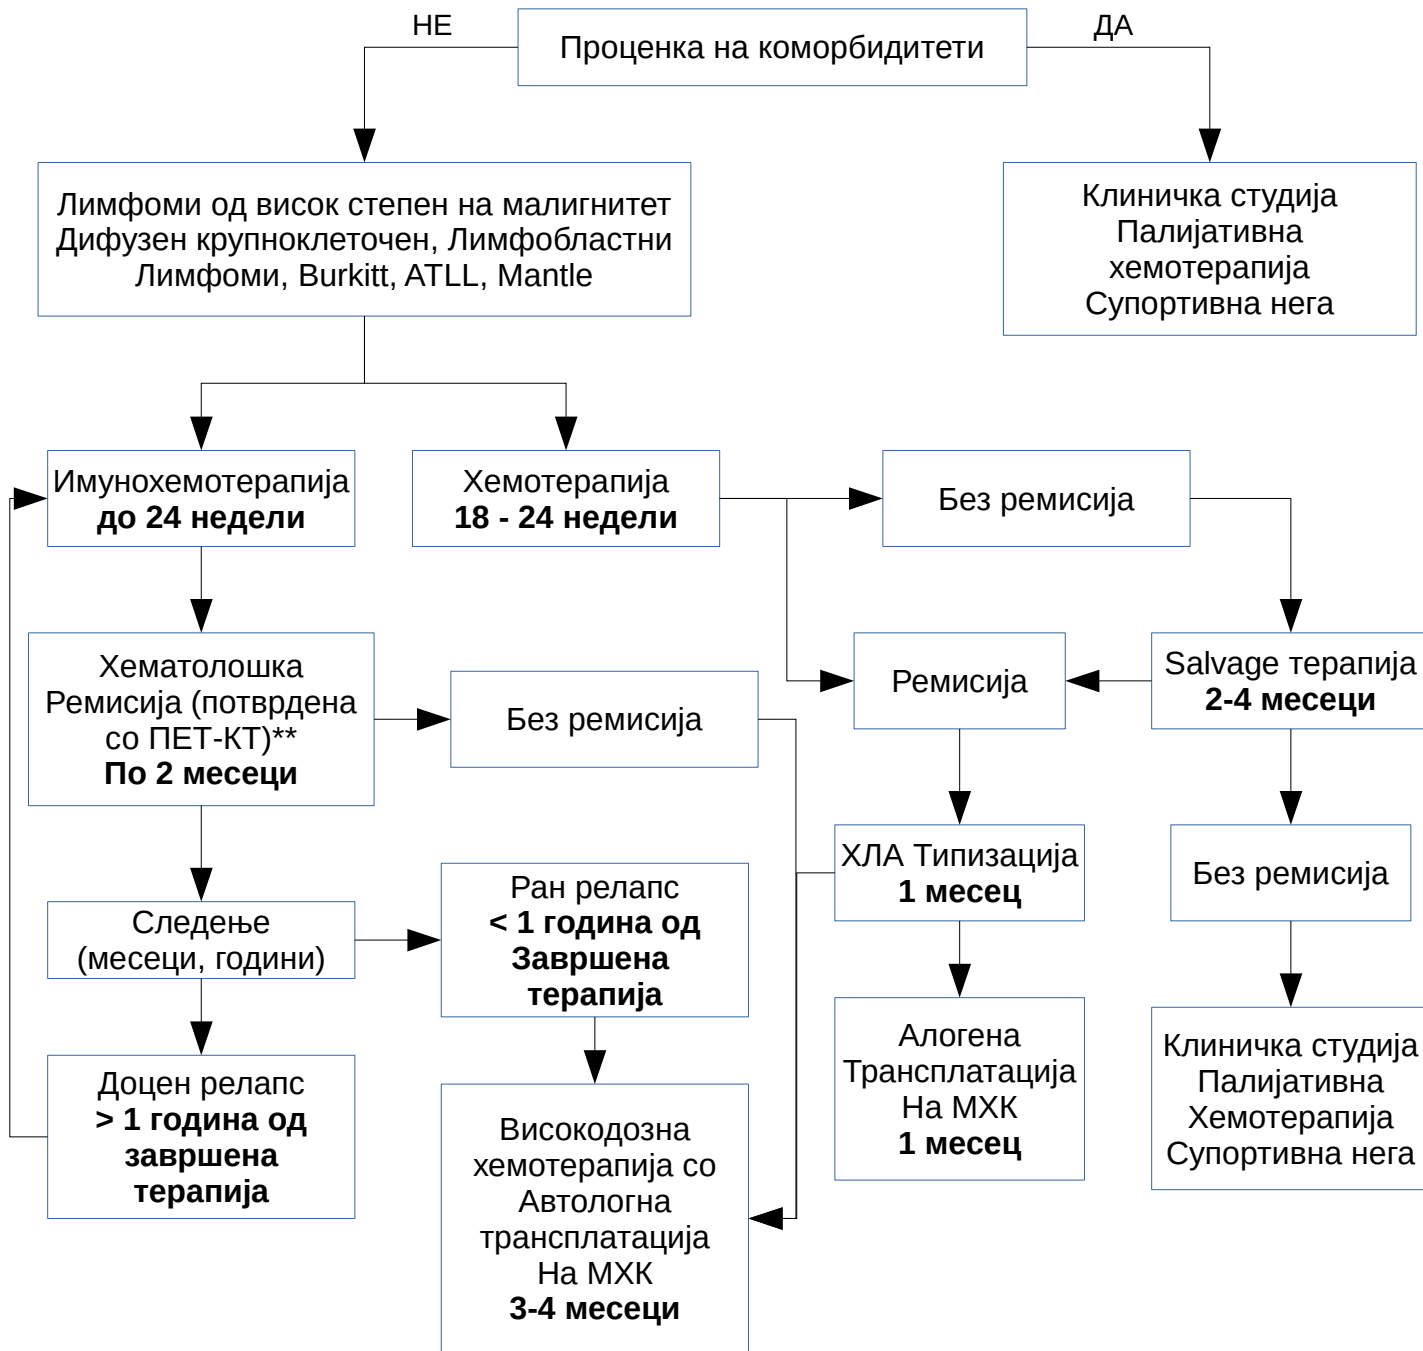 НЕ
Проценка на коморбидитети
ДА
Лимфоми од висок степен на малигнитет
Дифузен крупноклеточен, Лимфобластни
Лимфоми, Burkitt, ATLL, Mantle
Клиничка студија
Палијативна
хемотерапија
Супортивна нега
Имунохемотерапија
до 24 недели
Хемотерапија
18 - 24 недели
Без ремисија
Хематолошка
Ремисија (потврдена
со ПЕТ-КТ)**
По 2 месеци
Без ремисија
Ремисија
Salvage терапија
2-4 месеци
Следење
(месеци, години)
Ран релапс
< 1 година од
Завршена
терапија
ХЛА Типизација
1 месец
Без ремисија
Доцен релапс
> 1 година од
завршена
терапија
Високодозна
хемотерапија со
Автологна
трансплатација
На МХК
3-4 месеци
Алогена
Трансплатација
На МХК
1 месец
Клиничка студија
Палијативна
Хемотерапија
Супортивна нега